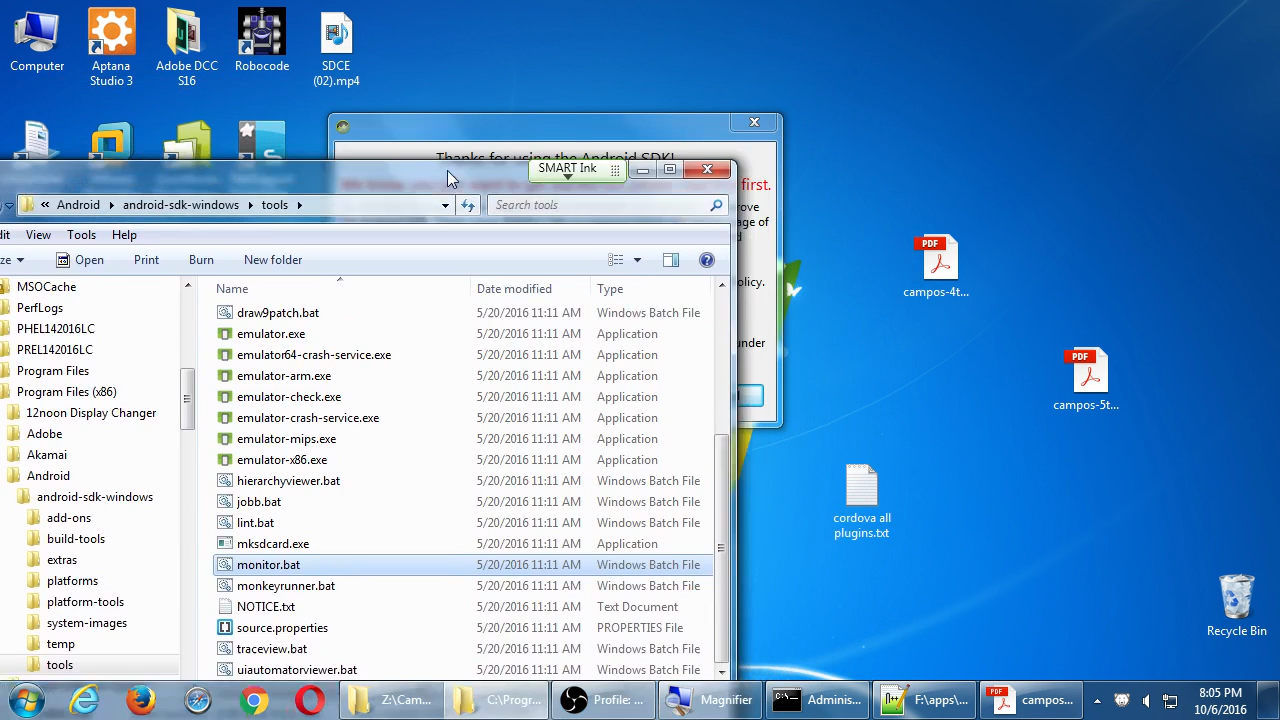 Computer
Aptana
Studio 3
Adobe DCC
S16
Robocode
SDCE
(02).mp4
Thanks for using the Android SDK!
first.
SMART Ink
Android
android-sdk-windows
tools
Search tools
dit
View
Tools
Help
ze
Open
Print
Burn
New folder
MSOCache
PerfLogs
PHEL142016LC
PREL142016LC
Program Files
Program Files (x86)
12noon Display Changer
Adobe
Akamai
Android
android-sdk-windows
add-ons
build-tools
extras
platforms
platform-tools
system-images
temp
tools
Name Date modified Type
draw9patch.bat 5/20/2016 11:11 AM Windows Batch File
emulator.exe 5/20/2016 11:11 AM Application
emulator64-crash-service.exe 5/20/2016 11:11 AM Application
emulator-arm.exe 5/20/2016 11:11 AM Application
emulator-check.exe 5/20/2016 11:11 AM Application
emulator-crash-service.exe 5/20/2016 11:11 AM Application
emulator-mips.exe 5/20/2016 11:11 AM Application
emulator-x86.exe 5/20/2016 11:11 AM Application
hierarchyviewer.bat 5/20/2016 11:11 AM Windows Batch File
jobb.bat 5/20/2016 11:11 AM Windows Batch File
lint.bat 5/20/2016 11:11 AM Windows Batch File
mksdcard.exe 5/20/2016 11:11 AM Application
monitor.bat 5/20/2016 11:11 AM Windows Batch File
monkeyrunner.bat 5/20/2016 11:11 AM Windows Batch File
NOTICE.txt 5/20/2016 11:11 AM Text Document
source.properties 5/20/2016 11:11 AM PROPERTIES File
traceview.bat 5/20/2016 11:11 AM Windows Batch File
uiautomatorviewer.bat 5/20/2016 11:11 AM Windows Batch File
rove
age of
d
olicy.
under
PDF
campos-4t...
PDF
campos-5t...
cordova all
plugins.txt
Recycle Bin
Z:\Cam...
C:\Progr...
Profile: ...
Magnifier
Adminis...
F:\apps\...
PDF
campos...
8:05 PM
10/6/2016